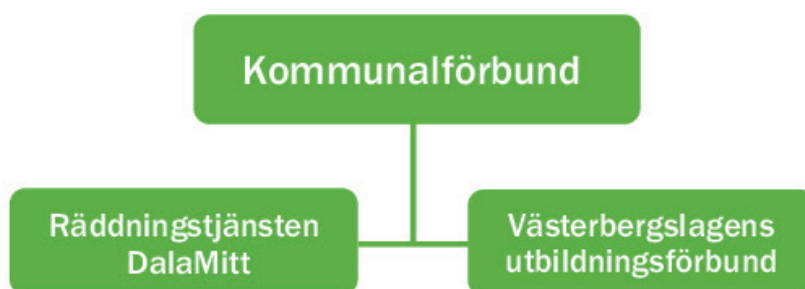 Kommunalförbund
Räddningstjänsten
DalaMitt
Västerbergslagens
utbildningsförbund